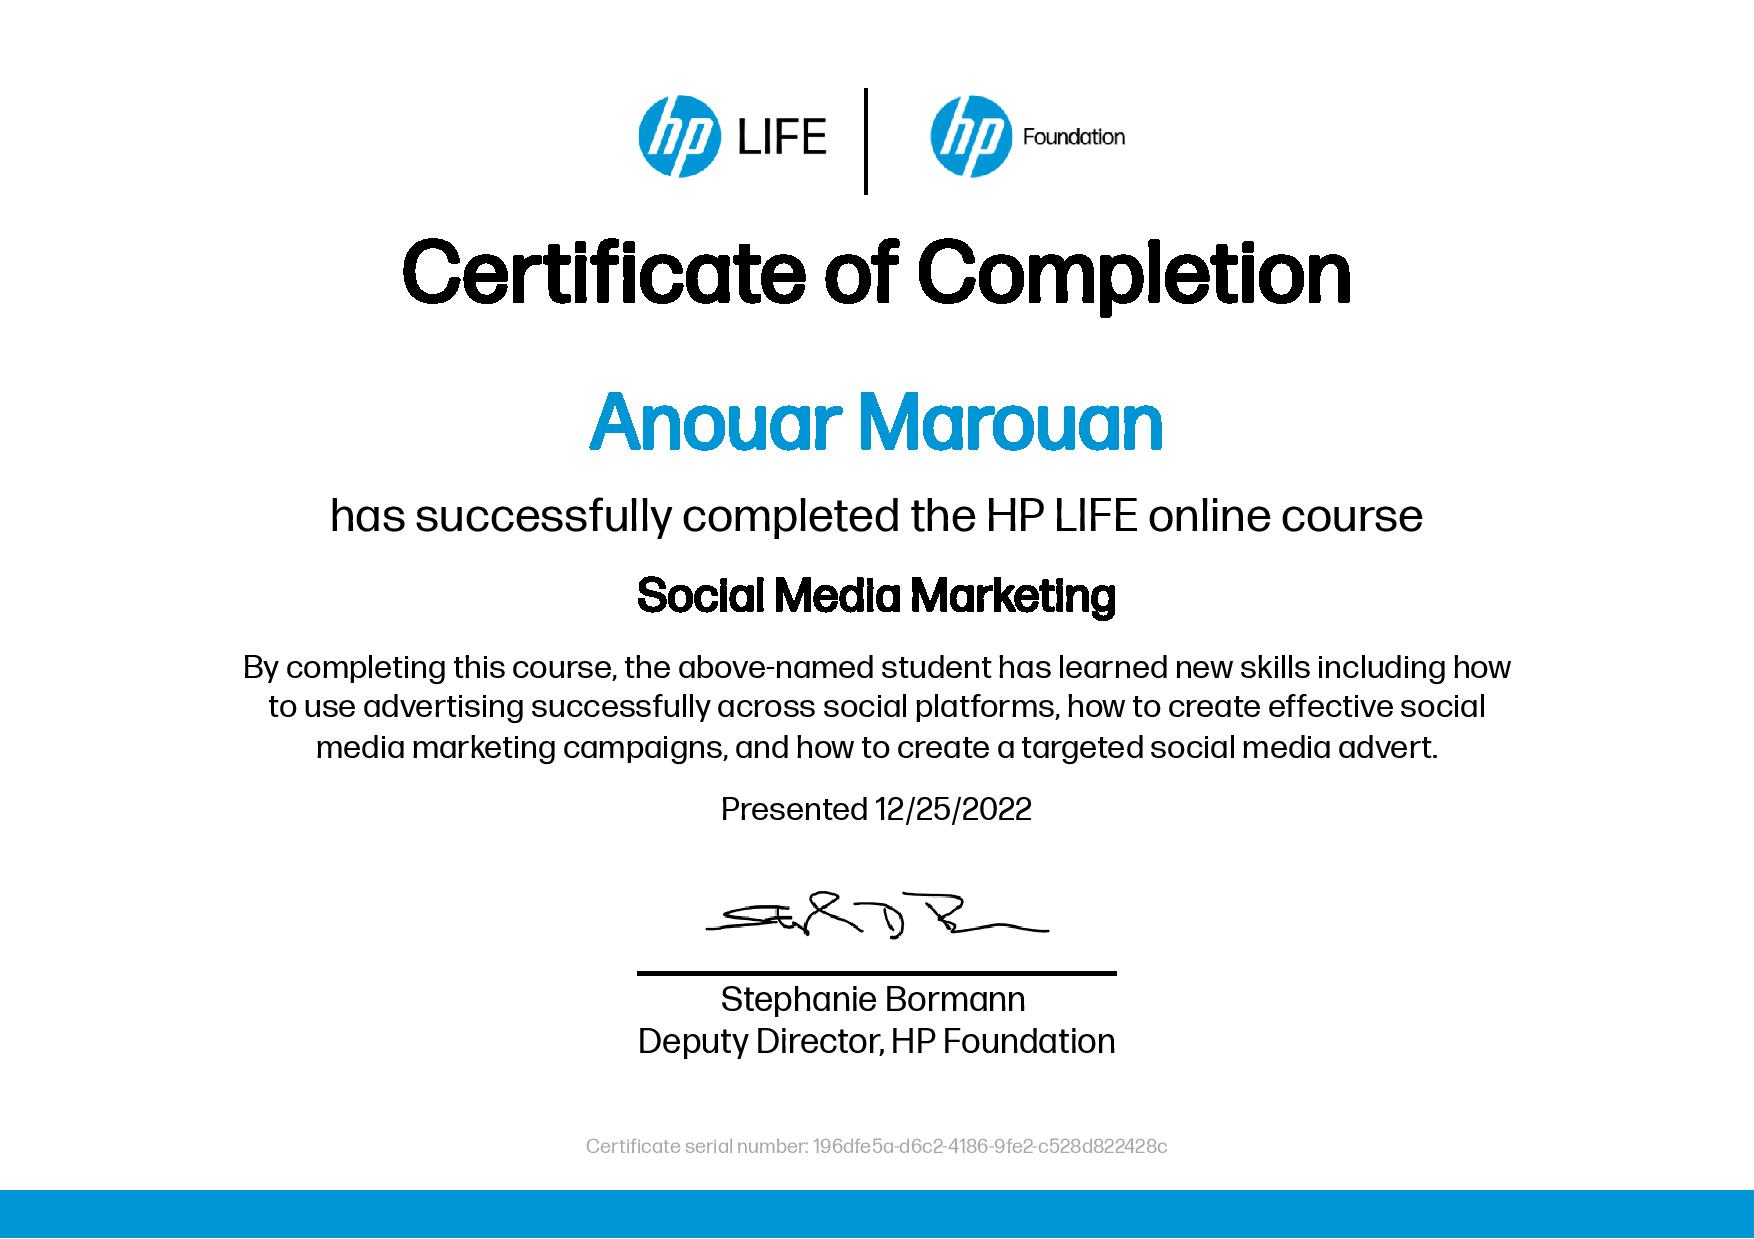 hp LIFE
hp Foundation
Certificate of Completion
Anouar Marouan
has successfully completed the HP LIFE online course
Social Media Marketing
By completing this course, the above-named student has learned new skills including how
to use advertising successfully across social platforms, how to create effective social
media marketing campaigns, and how to create a targeted social media advert.
Presented 12/25/2022
Stephanie Bormann
Deputy Director, HP Foundation
Certificate serial number: 196dfe5a-d6c2-4186-9fe2-c528d822428c